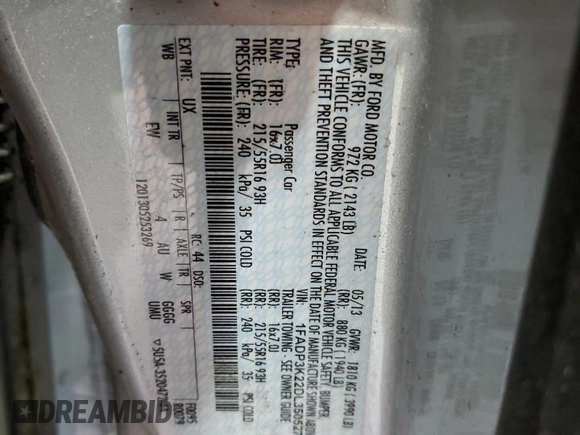 MFD. BY FORD MOTOR CO. DATE: 05/13 GVWR: 1810 KG ( 3990 LB)
GAWR: (FR) 972 KG ( 2143 LB) (RR) 880 KG ( 1940 LB)
THIS VEHICLE CONFORMS TO ALL APPLICABLE FEDERAL MOTOR VEHICLE SAFETY, BUMPER,
AND THEFT PREVENTION STANDARDS IN EFFECT ON THE DATE OF MANUFACTURE SHOWN ABOVE
VIN: 1FADP3K22DL350527
TYPE: Passenger Car TRAILER TOWING - SEE OWNER GUIDE
RIM: (FR) 16x7.0J (RR) 16x7.0J
TIRE: (FR) 215/55R16 93H (RR) 215/55R16 93H
PRESSURE: (FR) 240 kPa/ 35 PSI COLD (RR) 240 kPa/ 35 PSI COLD
EXT PNT: UX RC: 44 DSO:
WB INT TR TP/PS R AXLE TR SPR
EW 4 AU W GGGG UMU
1201305253269
DREAMBID.COM